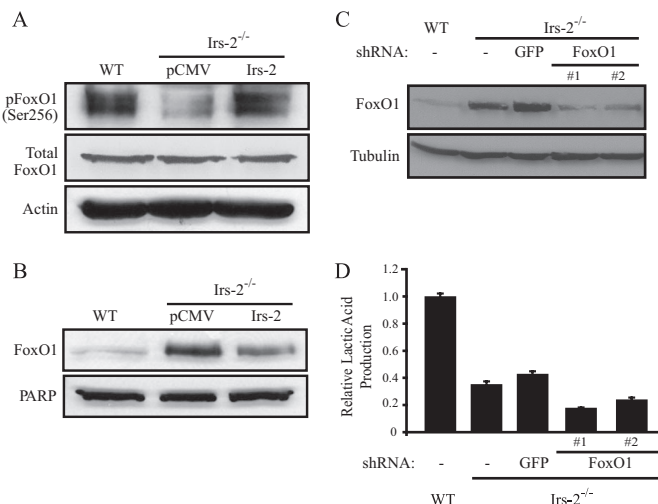 A
Irs-2-/-
WT pCMV Irs-2
pFoxO1
(Ser256)
Total
FoxO1
Actin
B
Irs-2-/-
WT pCMV Irs-2
FoxO1
PARP
C
WT Irs-2-/-
shRNA: - - GFP FoxO1
#1 #2
FoxO1
Tubulin
D
Relative Lactic Acid
Production
1.2
1.0
0.8
0.6
0.4
0.2
0
#1 #2
shRNA: - - GFP FoxO1
WT Irs-2-/-